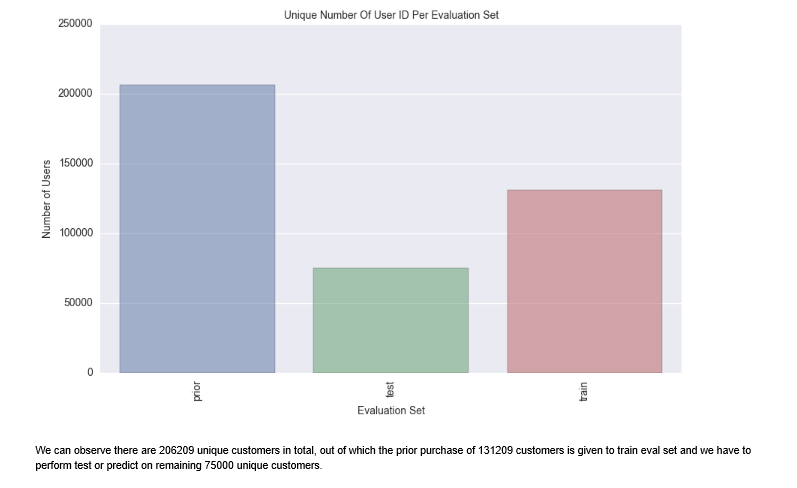 Unique Number Of User ID Per Evaluation Set
250000
200000
150000
100000
50000
0
Number of Users
prior
test
train
Evaluation Set
We can observe there are 206209 unique customers in total, out of which the prior purchase of 131209 customers is given to train eval set and we have to
perform test or predict on remaining 75000 unique customers.